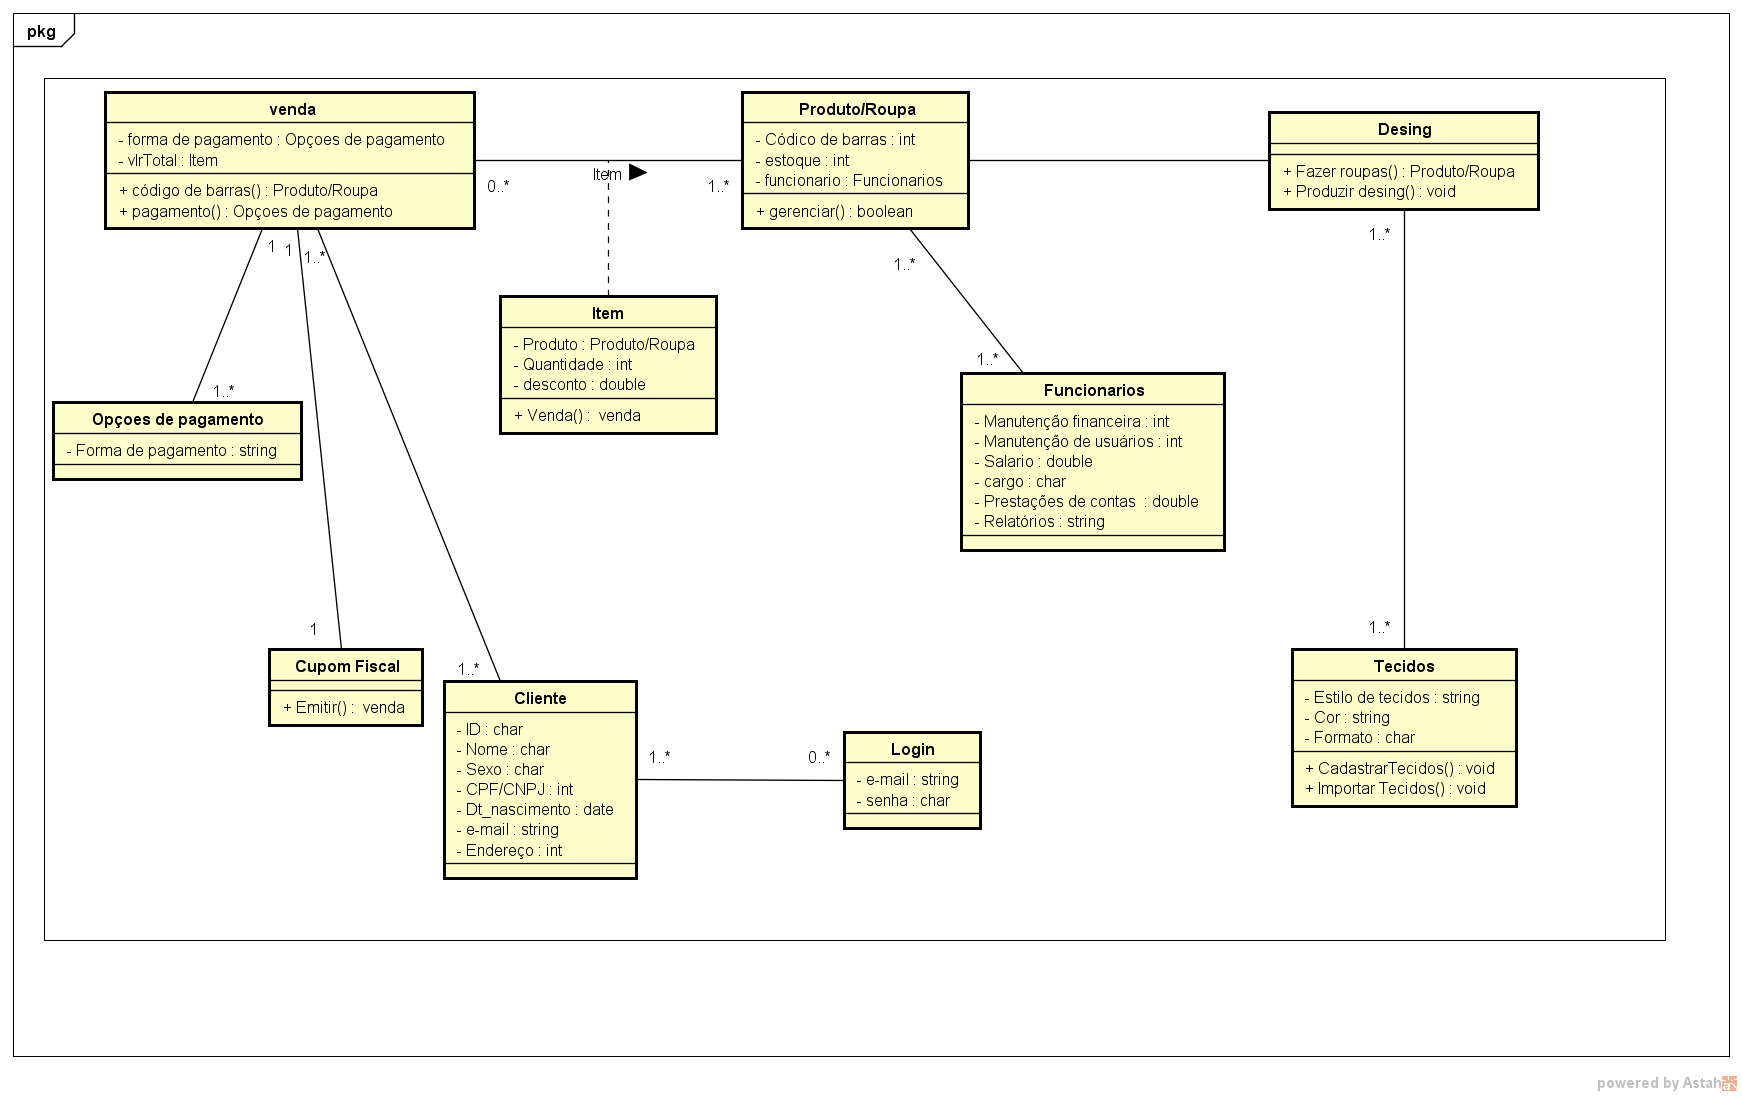 pkg
venda
- forma de pagamento : Opçoes de pagamento
- vlrTotal : Item
+ código de barras() : Produto/Roupa
+ pagamento() : Opçoes de pagamento
0..*
Item
1..*
Produto/Roupa
- Códico de barras : int
- estoque : int
- funcionario : Funcionarios
+ gerenciar() : boolean
Desing
+ Fazer roupas() : Produto/Roupa
+ Produzir desing() : void
1
1
1..*
1..*
1..*
1..*
Opçoes de pagamento
- Forma de pagamento : string
Item
- Produto : Produto/Roupa
- Quantidade : int
- desconto : double
+ Venda() : venda
1..*
Funcionarios
- Manutenção financeira : int
- Manutenção de usuários : int
- Salario : double
- cargo : char
- Prestações de contas : double
- Relatórios : string
1
Cupom Fiscal
+ Emitir() : venda
1..*
Cliente
- ID : char
- Nome : char
- Sexo : char
- CPF/CNPJ : int
- Dt_nascimento : date
- e-mail : string
- Endereço : int
1..*
0..*
Login
- e-mail : string
- senha : char
1..*
Tecidos
- Estilo de tecidos : string
- Cor : string
- Formato : char
+ CadastrarTecidos() : void
+ Importar Tecidos() : void
powered by Astah